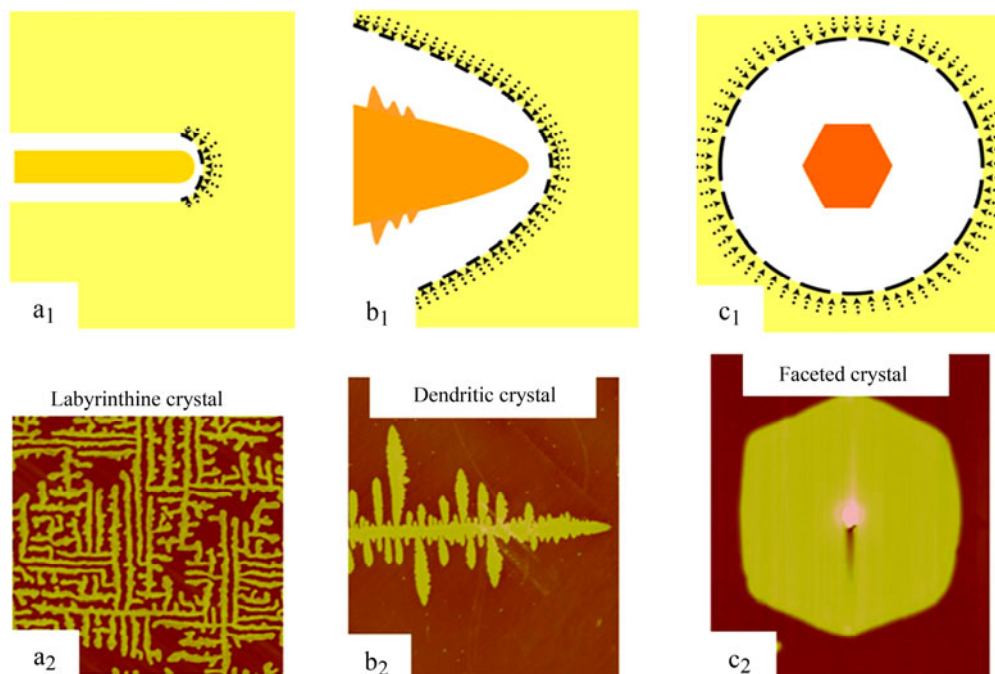 a1
b1
c1
Labyrinthine crystal
Dendritic crystal
Faceted crystal
a2
b2
c2